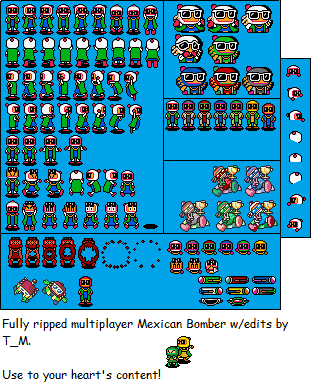 Fully ripped multiplayer Mexican Bomber w/edits by
T_M.
Use to your heart's content!